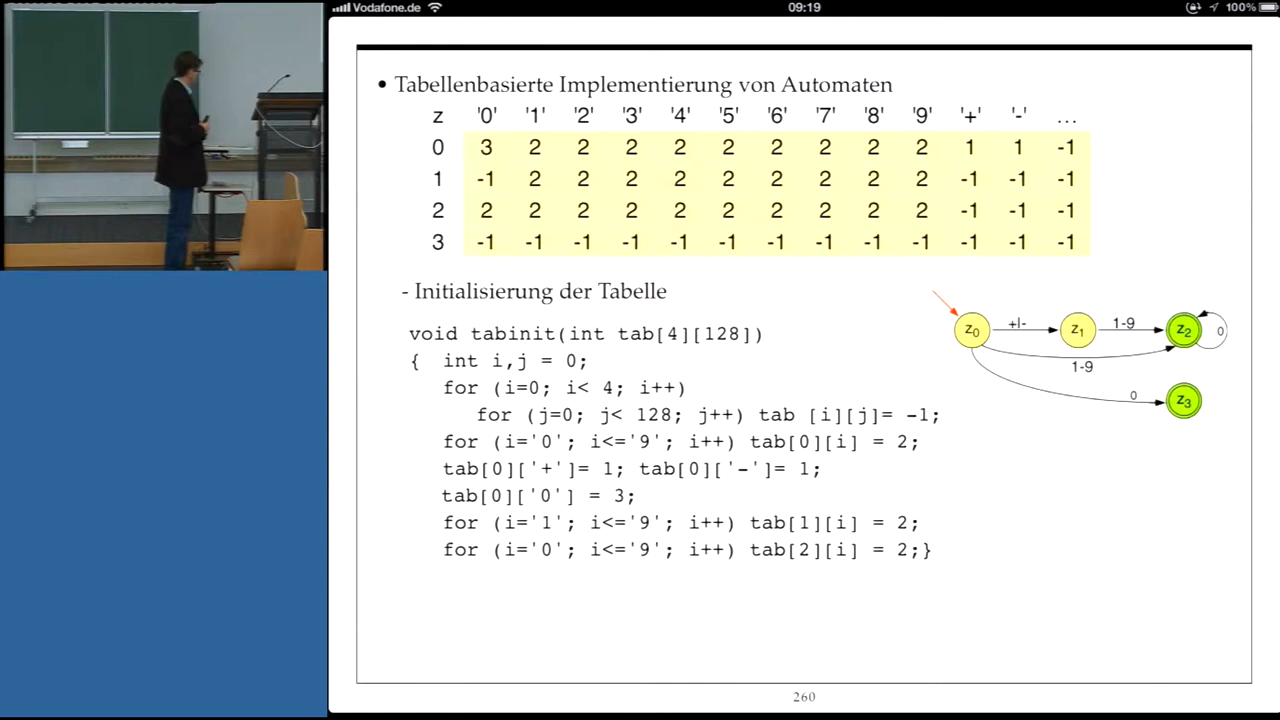 Vodafone.de
09:19
100%
• Tabellenbasierte Implementierung von Automaten
z '0' '1' '2' '3' '4' '5' '6' '7' '8' '9' '+' '-' ...
0 3 2 2 2 2 2 2 2 2 2 1 1 -1
1 -1 2 2 2 2 2 2 2 2 2 -1 -1 -1
2 2 2 2 2 2 2 2 2 2 2 -1 -1 -1
3 -1 -1 -1 -1 -1 -1 -1 -1 -1 -1 -1 -1 -1
- Initialisierung der Tabelle
void tabinit(int tab[4][128])
{ int i,j = 0;
for (i=0; i< 4; i++)
for (j=0; j< 128; j++) tab [i][j]= -1;
for (i='0'; i<='9'; i++) tab[0][i] = 2;
tab[0]['+']= 1; tab[0]['-']= 1;
tab[0]['0'] = 3;
for (i='1'; i<='9'; i++) tab[1][i] = 2;
for (i='0'; i<='9'; i++) tab[2][i] = 2;}
z0 +|- z1 1-9 z2 0
1-9
0 z3
260